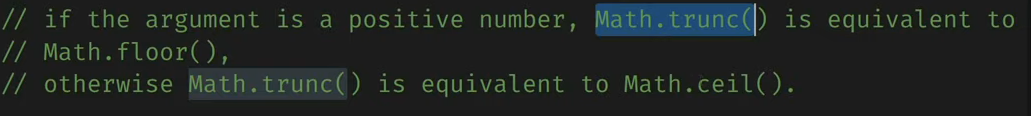 // if the argument is a positive number, Math.trunc() is equivalent to
// Math.floor(),
// otherwise Math.trunc() is equivalent to Math.ceil().